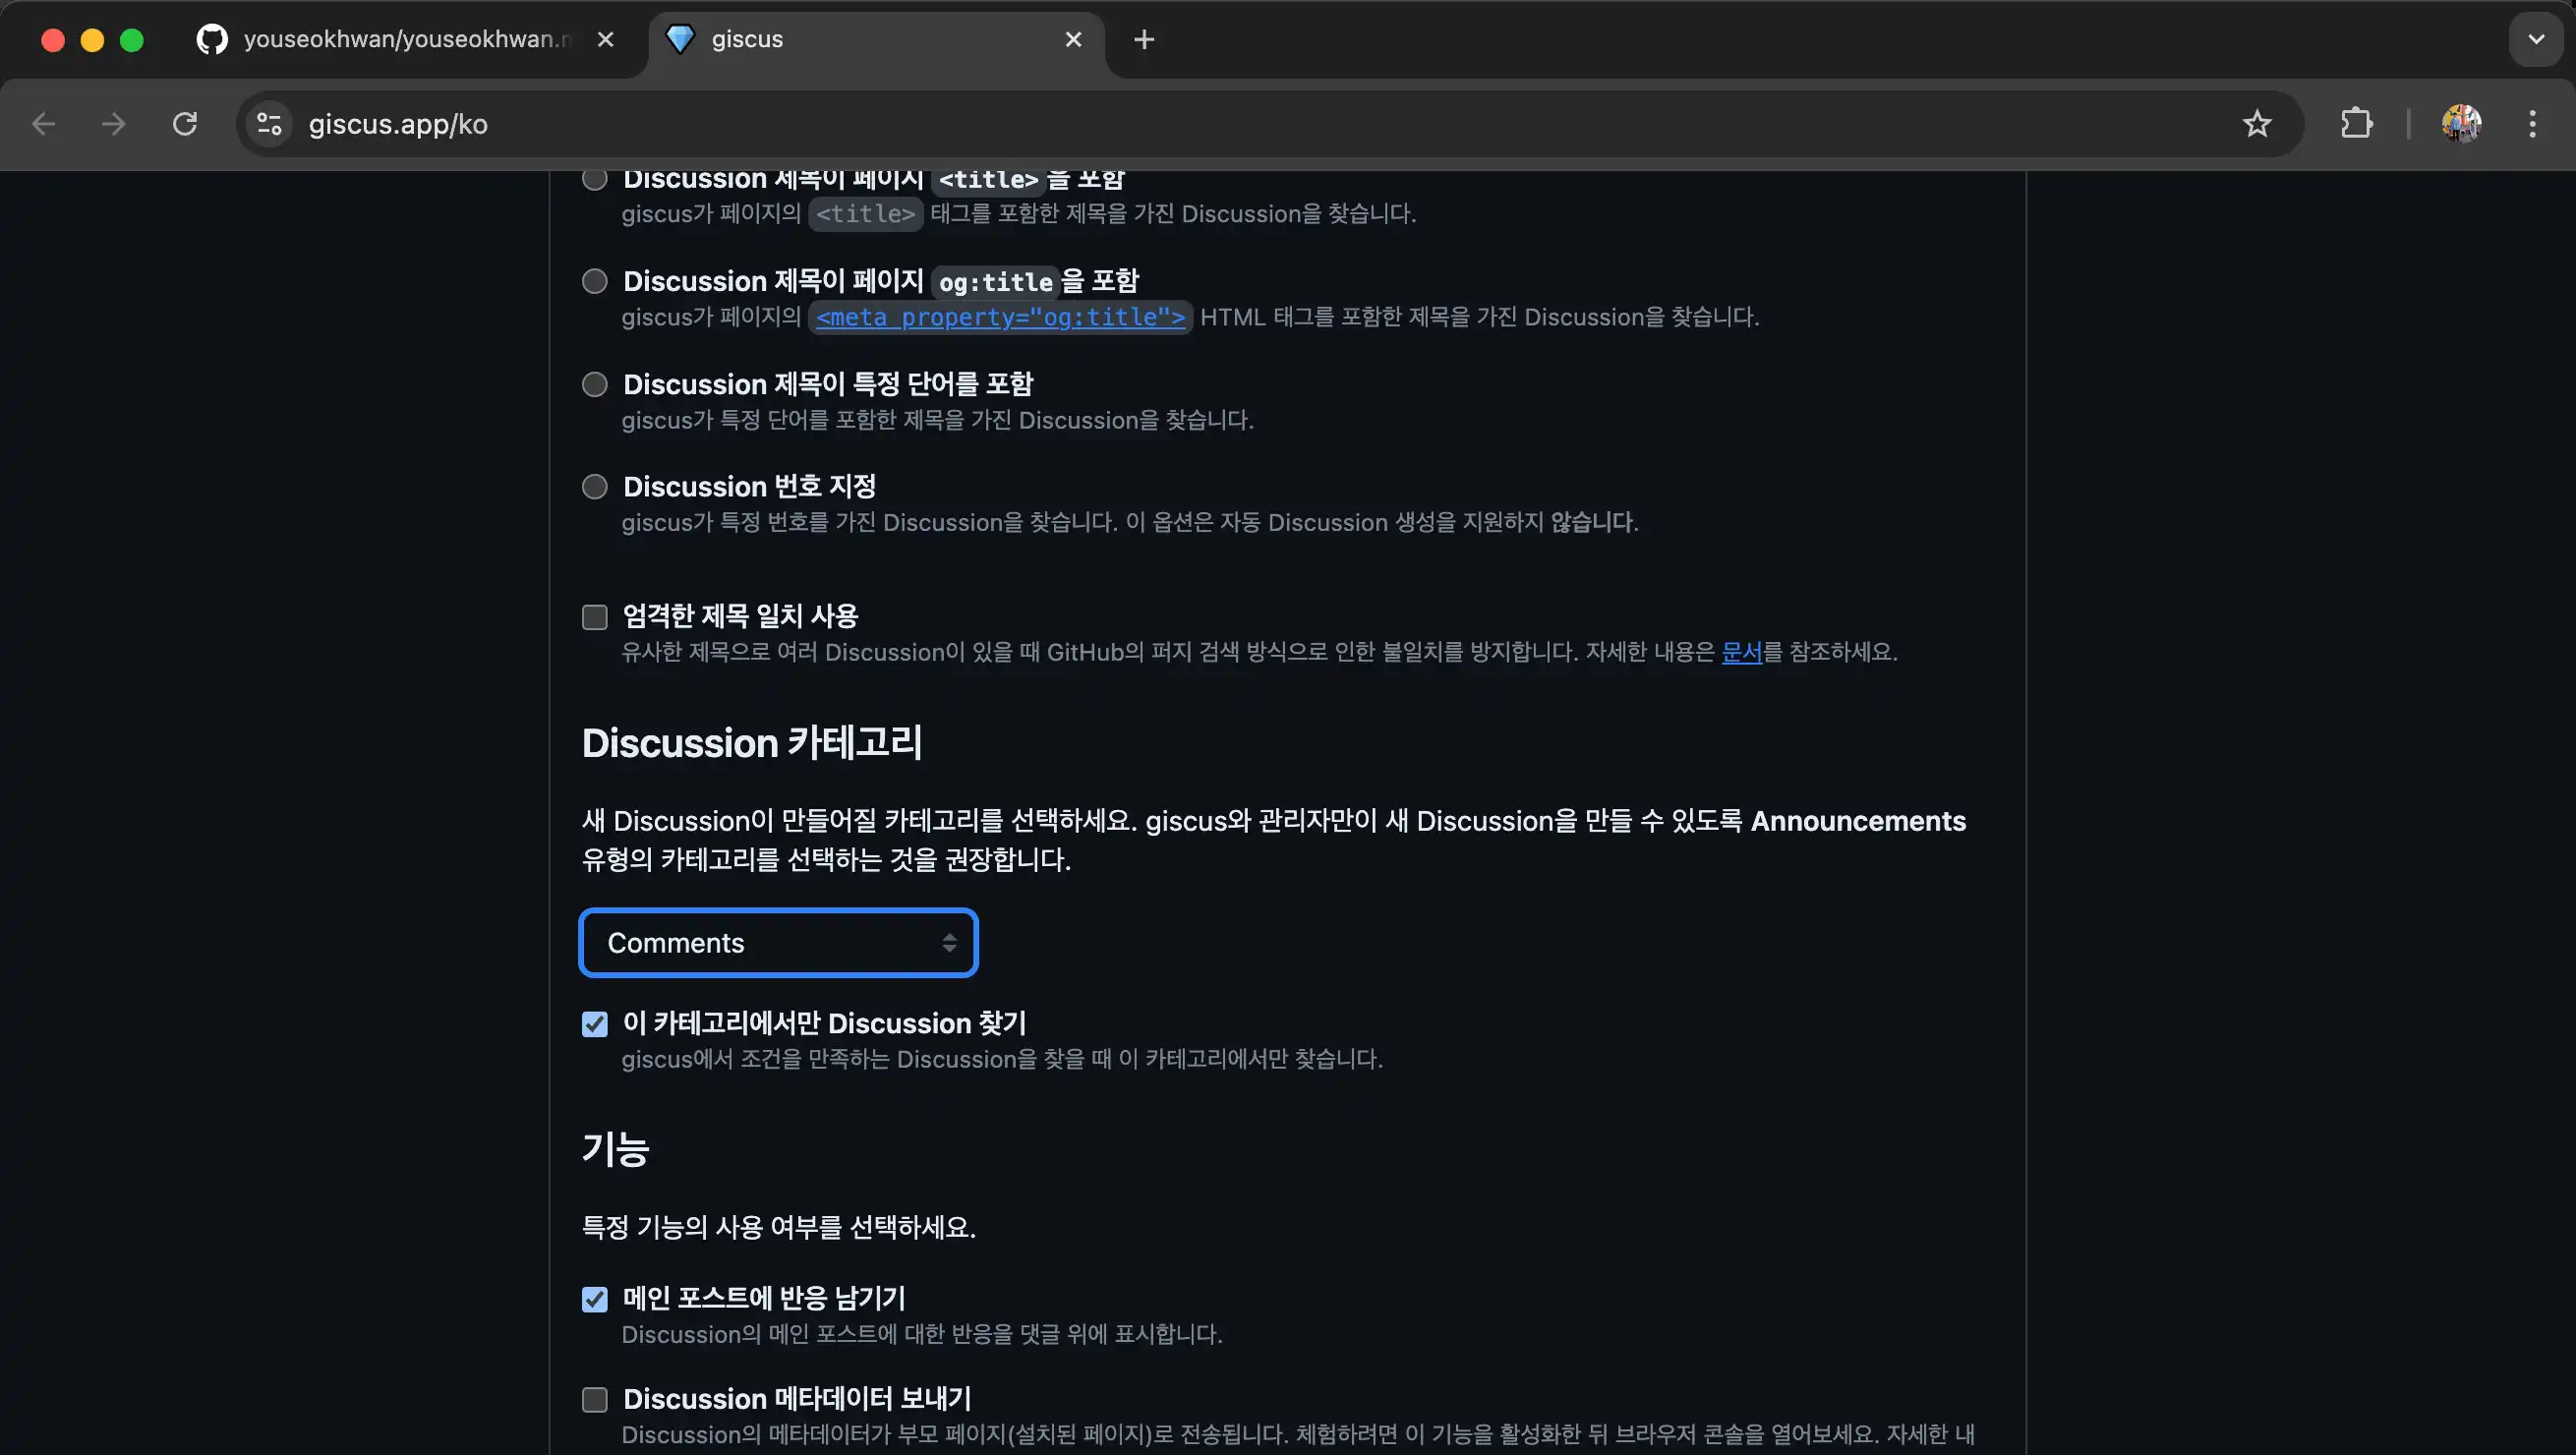 youseokhwan/youseokhwan.
giscus
giscus.app/ko
Discussion 제목이 페이지 <title>을 포함
giscus가 페이지의 <title> 태그를 포함한 제목을 가진 Discussion을 찾습니다.
Discussion 제목이 페이지 og:title을 포함
giscus가 페이지의 <meta property="og:title"> HTML 태그를 포함한 제목을 가진 Discussion을 찾습니다.
Discussion 제목이 특정 단어를 포함
giscus가 특정 단어를 포함한 제목을 가진 Discussion을 찾습니다.
Discussion 번호 지정
giscus가 특정 번호를 가진 Discussion을 찾습니다. 이 옵션은 자동 Discussion 생성을 지원하지 않습니다.
엄격한 제목 일치 사용
유사한 제목으로 여러 Discussion이 있을 때 GitHub의 퍼지 검색 방식으로 인한 불일치를 방지합니다. 자세한 내용은 문서를 참조하세요.
Discussion 카테고리
새 Discussion이 만들어질 카테고리를 선택하세요. giscus와 관리자만이 새 Discussion을 만들 수 있도록 Announcements
유형의 카테고리를 선택하는 것을 권장합니다.
Comments
이 카테고리에서만 Discussion 찾기
giscus에서 조건을 만족하는 Discussion을 찾을 때 이 카테고리에서만 찾습니다.
기능
특정 기능의 사용 여부를 선택하세요.
메인 포스트에 반응 남기기
Discussion의 메인 포스트에 대한 반응을 댓글 위에 표시합니다.
Discussion 메타데이터 보내기
Discussion의 메타데이터가 부모 페이지(설치된 페이지)로 전송됩니다. 체험하려면 이 기능을 활성화한 뒤 브라우저 콘솔을 열어보세요. 자세한 내